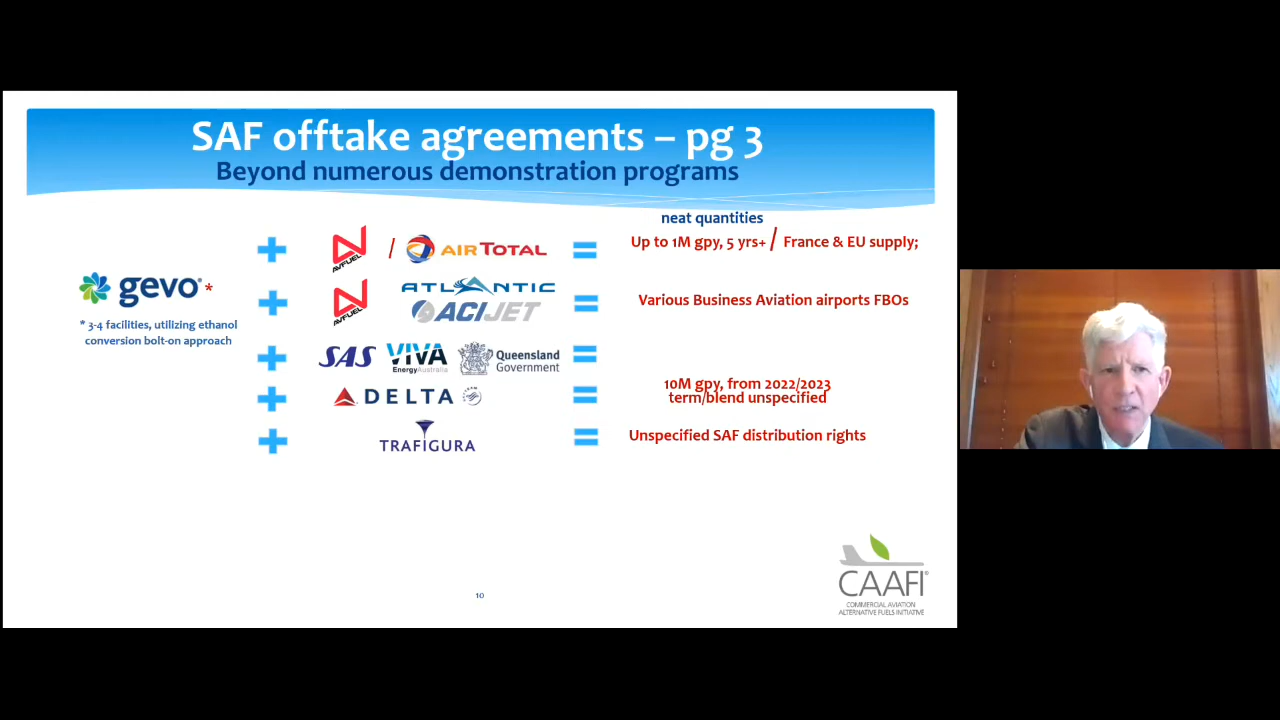 SAF offtake agreements – pg 3
Beyond numerous demonstration programs
neat quantities
AVFUEL / AIR TOTAL
Up to 1M gpy, 5 yrs+ / France & EU supply;
gevo *
* 3-4 facilities, utilizing ethanol
conversion bolt-on approach
AVFUEL
ATLANTIC
ACI JET
Various Business Aviation airports FBOs
SAS
VIVA
Energy Australia
Queensland
Government
DELTA
10M gpy, from 2022/2023
term/blend unspecified
TRAFIGURA
Unspecified SAF distribution rights
CAAFI®
COMMERCIAL AVIATION
ALTERNATIVE FUELS INITIATIVE
10